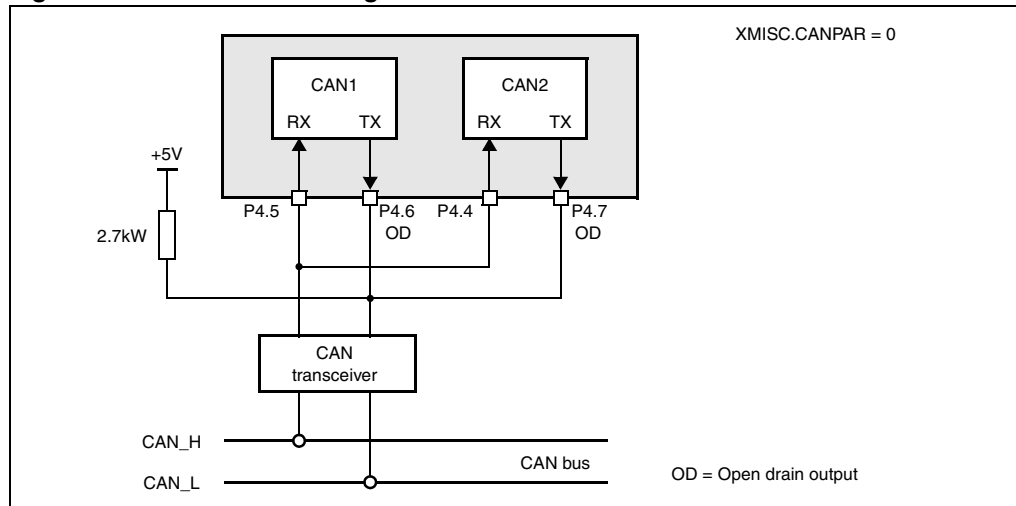 XMISC.CANPAR = 0
CAN1
CAN2
RX TX
RX TX
+5V
P4.5
P4.6
OD
P4.4
P4.7
OD
2.7kW
CAN
transceiver
CAN_H
CAN bus
CAN_L
OD = Open drain output